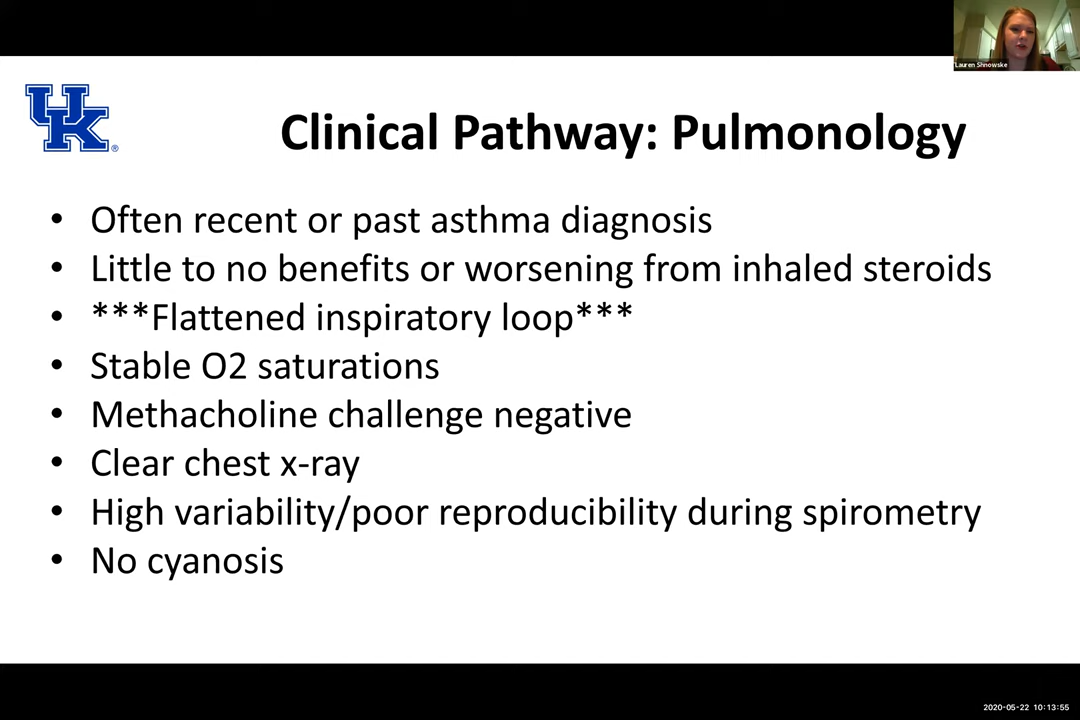 Lauren Shnowske
UK
Clinical Pathway: Pulmonology
• Often recent or past asthma diagnosis
• Little to no benefits or worsening from inhaled steroids
• ***Flattened inspiratory loop***
• Stable O2 saturations
• Methacholine challenge negative
• Clear chest x-ray
• High variability/poor reproducibility during spirometry
• No cyanosis
2020-05-22 10:13:55